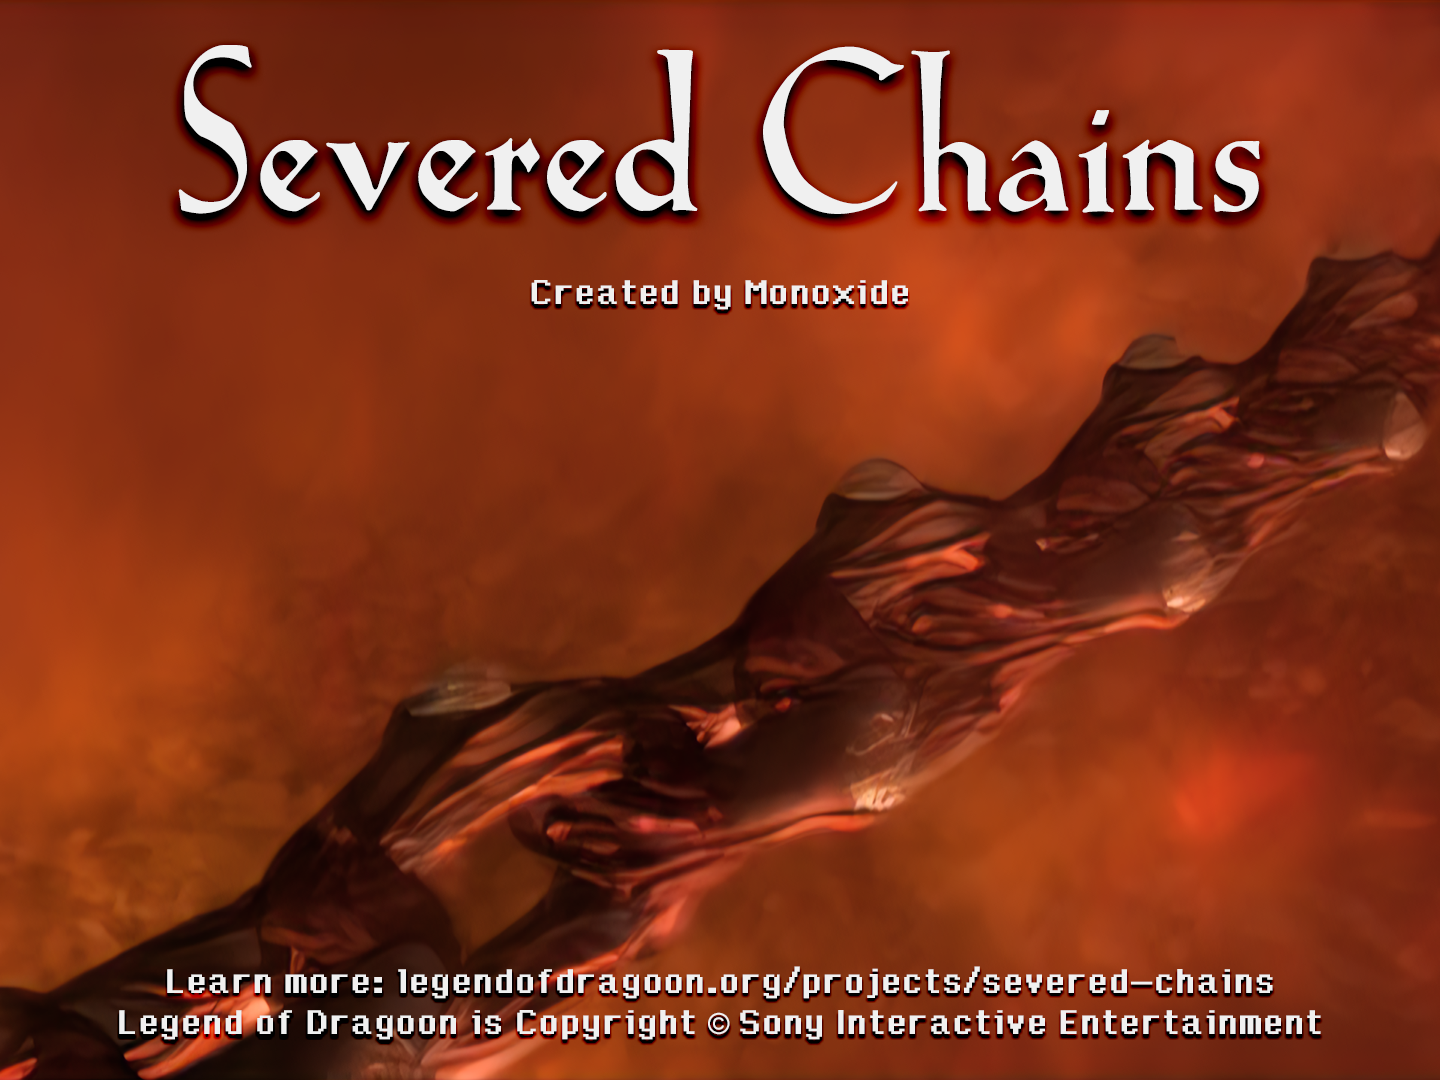 Severed Chains
Created by Monoxide
Learn more: legendofdragoon.org/projects/severed-chains
Legend of Dragoon is Copyright © Sony Interactive Entertainment